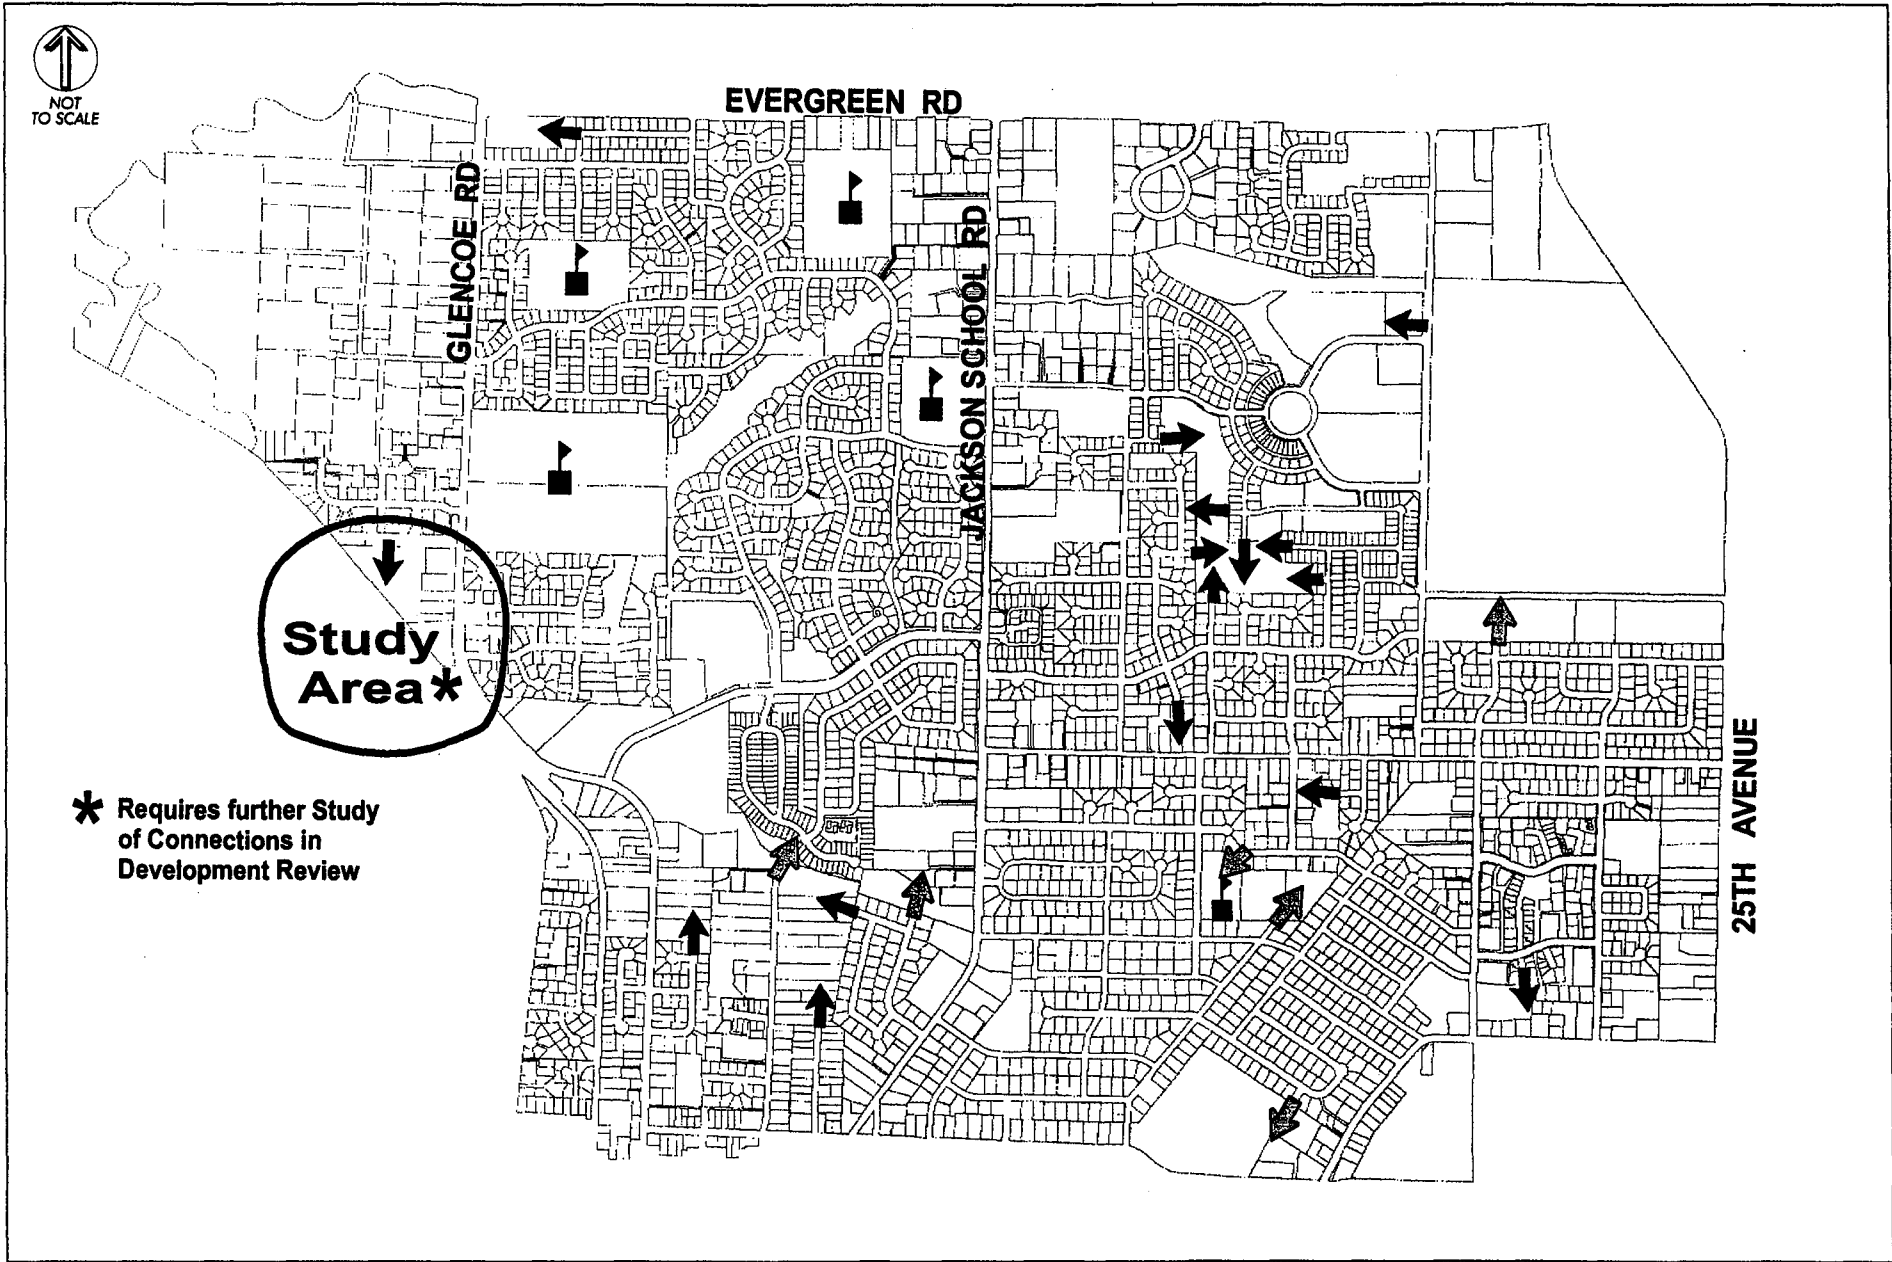 NOT
TO SCALE
EVERGREEN RD
GLENCOE RD
JACKSON SCHOOL RD
Study
Area*
* Requires further Study
of Connections in
Development Review
25TH AVENUE